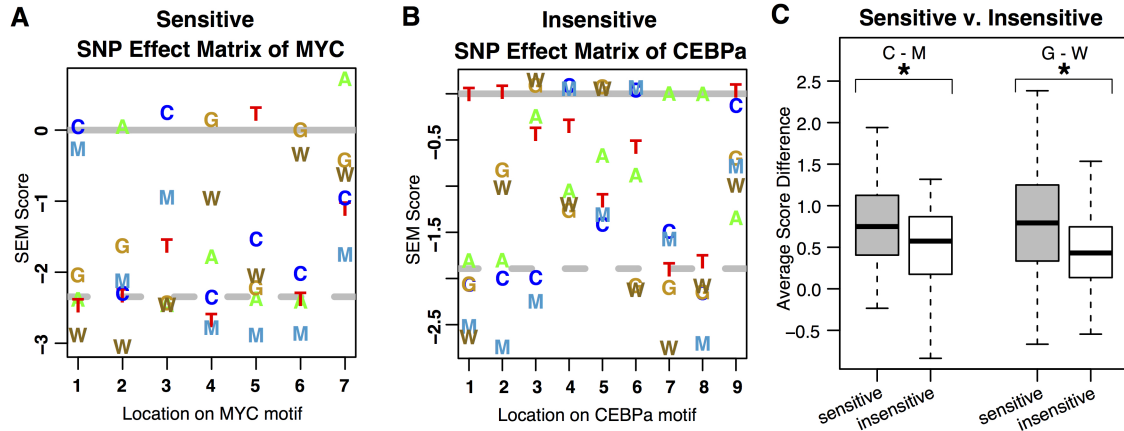 A
Sensitive
SNP Effect Matrix of MYC
SEM Score
0
−1
−2
−3
C M G A T W
A G M C T W
C M T G W
G W A C T M
T C W G A M
G W C T A M
A G W C T M
1 2 3 4 5 6 7
Location on MYC motif
B
Insensitive
SNP Effect Matrix of CEBPa
SEM Score
−0.5
−1.5
−2.5
T A G M W
T G W A C M
W G A T C M
C M T A W G
G W A T M C
M C T A G W
A C M T G W
A T W G M
T C G M W A
1 2 3 4 5 6 7 8 9
Location on CEBPa motif
C
Sensitive v. Insensitive
Average Score Difference
2.5
2.0
1.5
1.0
0.5
0.0
−0.5
C - M
*
G - W
*
sensitive
insensitive
sensitive
insensitive